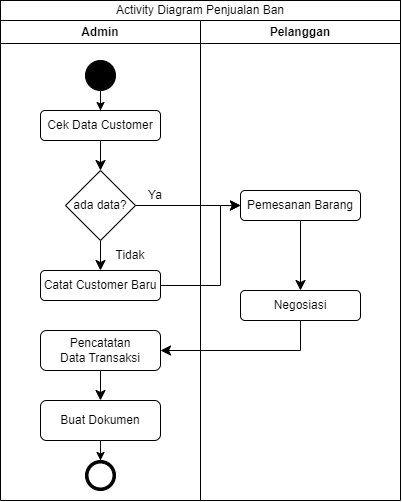 Activity Diagram Penjualan Ban
Admin
Pelanggan
Cek Data Customer
ada data?
Ya
Pemesanan Barang
Tidak
Catat Customer Baru
Negosiasi
Pencatatan
Data Transaksi
Buat Dokumen